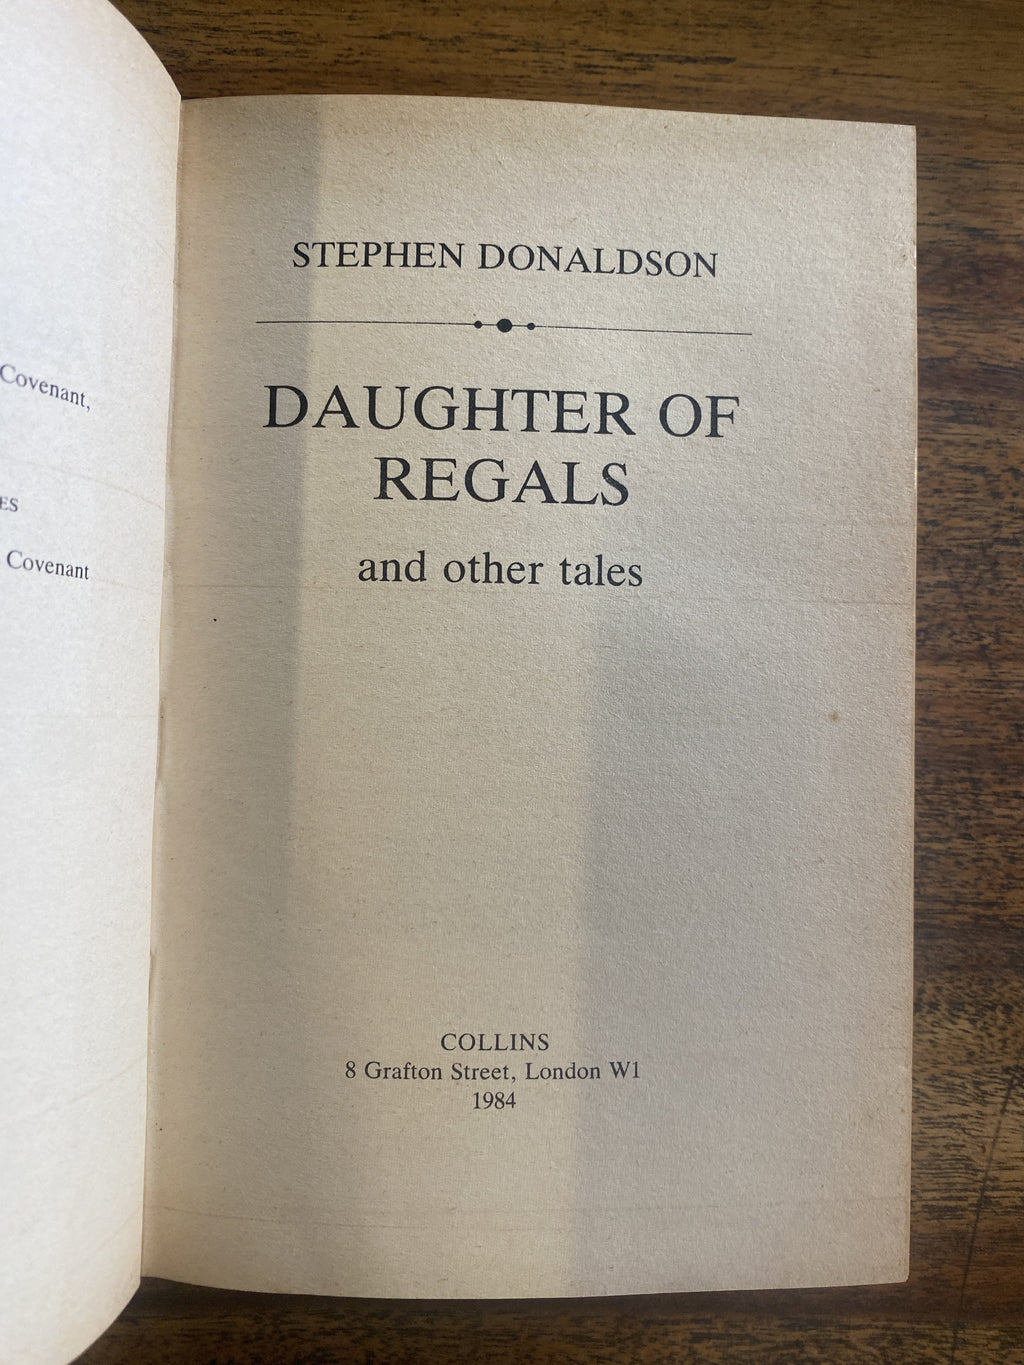 Covenant,
ES
Covenant
STEPHEN DONALDSON
DAUGHTER OF
REGALS
and other tales
COLLINS
8 Grafton Street, London W1
1984